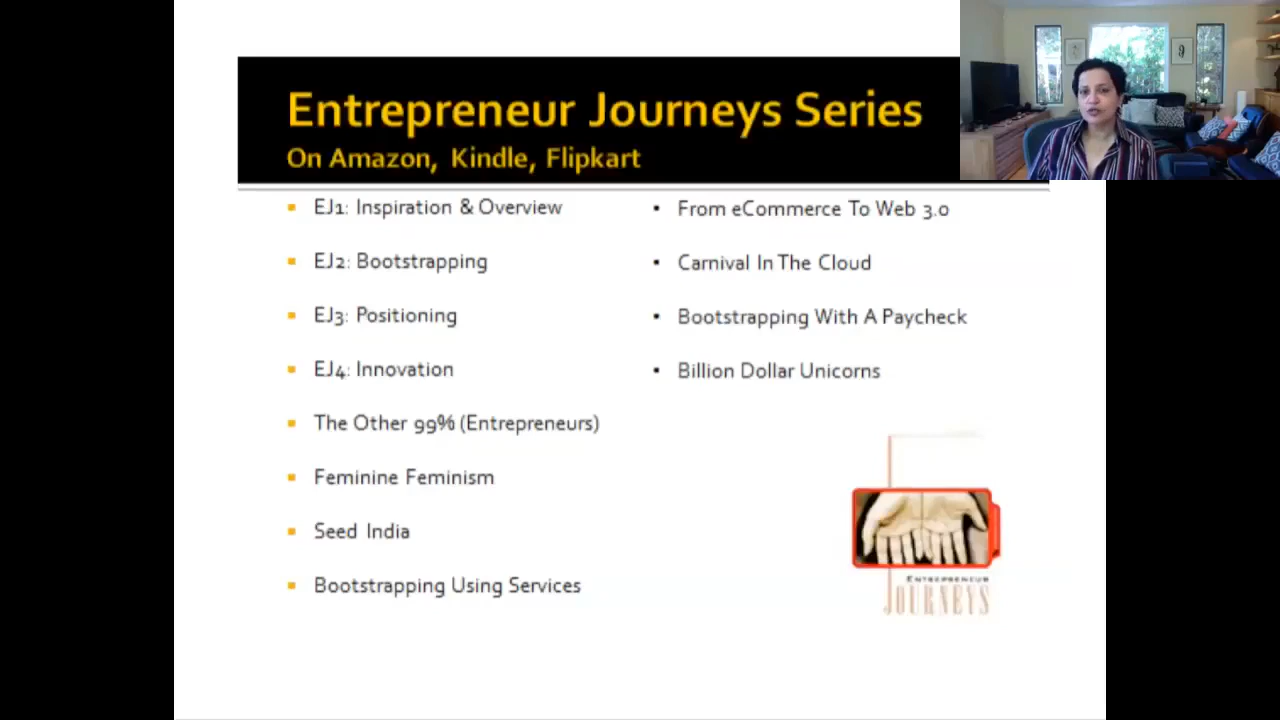 Entrepreneur Journeys Series
On Amazon, Kindle, Flipkart
EJ1: Inspiration & Overview
EJ2: Bootstrapping
EJ3: Positioning
EJ4: Innovation
The Other 99% (Entrepreneurs)
Feminine Feminism
Seed India
Bootstrapping Using Services
From eCommerce To Web 3.0
Carnival In The Cloud
Bootstrapping With A Paycheck
Billion Dollar Unicorns
ENTREPRENEUR
JOURNEYS